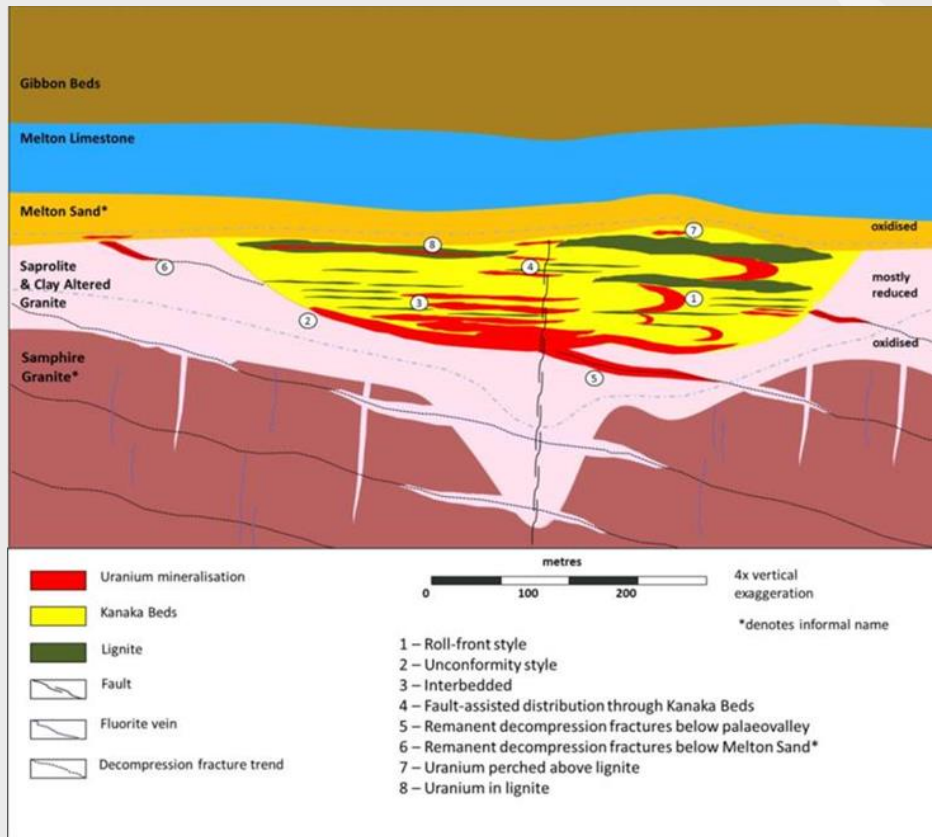 Gibbon Beds
Melton Limestone
Melton Sand*
oxidised
7
8
4
6
Saprolite
& Clay Altered
Granite
mostly
reduced
3
1
2
oxidised
Samphire
Granite*
5
Uranium mineralisation
Kanaka Beds
Lignite
Fault
Fluorite vein
Decompression fracture trend
metres
0 100 200
4x vertical
exaggeration
*denotes informal name
1 – Roll-front style
2 – Unconformity style
3 – Interbedded
4 – Fault-assisted distribution through Kanaka Beds
5 – Remanent decompression fractures below palaeovalley
6 – Remanent decompression fractures below Melton Sand*
7 – Uranium perched above lignite
8 – Uranium in lignite